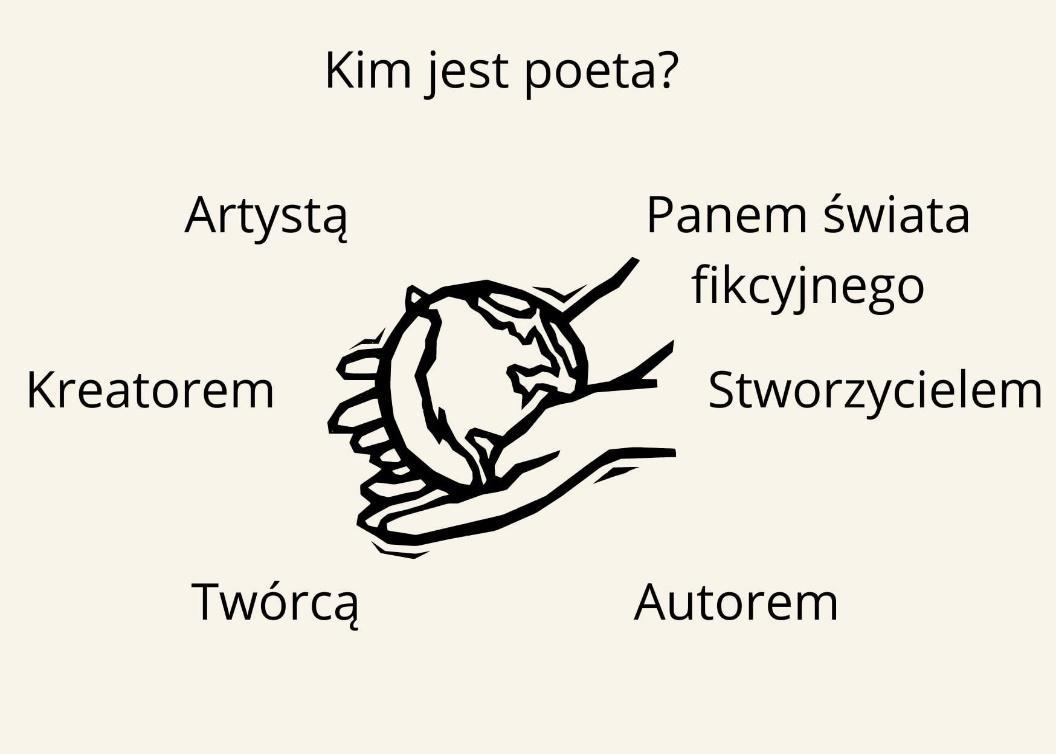 Kim jest poeta?
Artystą
Panem świata
fikcyjnego
Kreatorem
Stworzycielem
Twórcą
Autorem